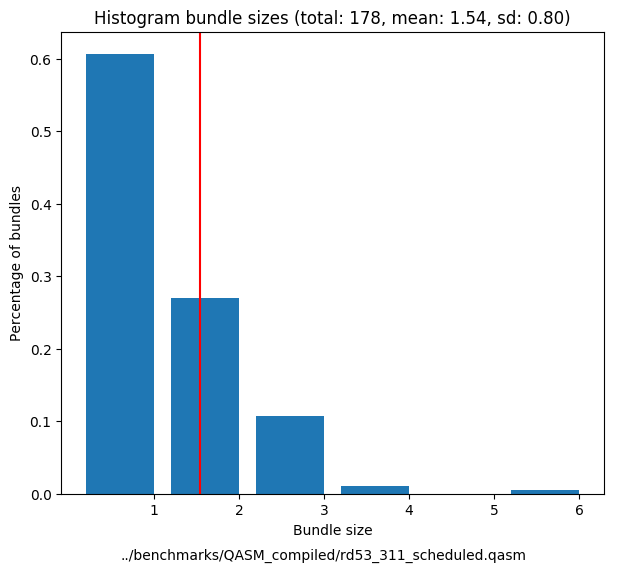 Histogram bundle sizes (total: 178, mean: 1.54, sd: 0.80)
Percentage of bundles
0.6
0.5
0.4
0.3
0.2
0.1
0.0
1 2 3 4 5 6
Bundle size
../benchmarks/QASM_compiled/rd53_311_scheduled.qasm